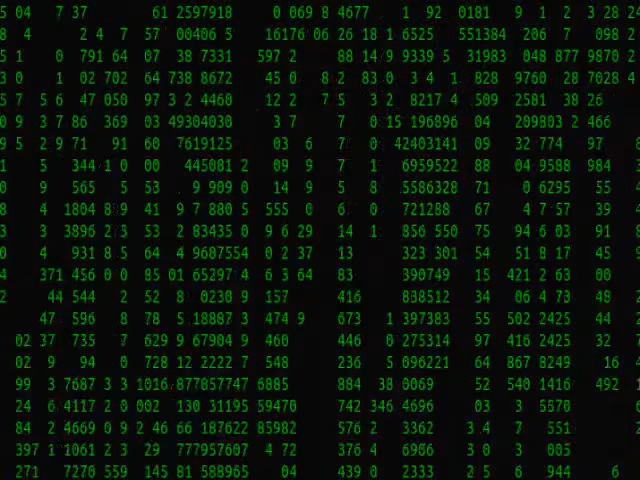 5 04 7 37 61 2597918 0 069 8 4677 1 92 0181 9 1 2 3 28 24
8 4 2 4 7 57 00406 5 16176 06 26 18 1 6525 551384 206 7 098 2
5 1 0 791 64 07 38 7331 597 2 88 14 9 9339 5 31983 048 877 9870 2
3 0 1 02 702 64 738 8672 45 0 8 2 83 0 3 4 1 828 9760 28 7028 4
5 7 5 6 47 050 97 3 2 4460 12 2 7 5 3 2 8217 4 509 2581 38 26
0 9 3 7 86 369 03 49304030 3 7 7 0 15 196896 04 209803 2 466
9 5 2 9 71 91 60 7619125 03 6 7 0 42403141 09 32 774 97 8
1 5 344 1 0 00 445081 2 09 9 7 1 6959522 88 04 9588 984 3
0 9 565 5 53 9 909 0 14 9 5 8 5586328 71 0 6295 55 4
8 4 1804 8 9 41 9 7 880 5 555 0 6 0 721288 67 4 7 57 39 4
3 3 3896 2 3 53 2 83435 0 9 6 29 14 1 856 550 75 94 6 03 91 8
0 4 931 8 5 64 4 9607554 0 2 37 13 323 301 54 51 8 17 45 9
4 371 456 0 0 85 01 65297 4 6 3 64 83 390749 15 421 2 63 00
2 44 544 2 52 8 0230 9 157 416 838512 34 06 4 73 48 2
47 596 8 78 5 18887 3 474 9 673 1 397383 55 502 2425 44 2
02 37 735 7 629 9 67904 9 460 446 0 275314 97 416 2425 32 7
02 9 94 0 728 12 2222 7 548 236 5 696221 64 867 8249 16 4
99 3 7687 3 3 1016 877057747 6885 884 38 0069 52 540 1416 492 1
24 6 4117 2 0 002 130 31195 59470 742 346 4696 03 3 5570 6
84 2 4669 0 9 2 46 66 187622 85982 576 2 3362 3 4 7 551 2
397 1 1061 2 3 29 777957607 4 72 376 4 6906 3 0 3 005
271 7270 559 145 81 588965 04 439 0 2333 2 5 6 944 6